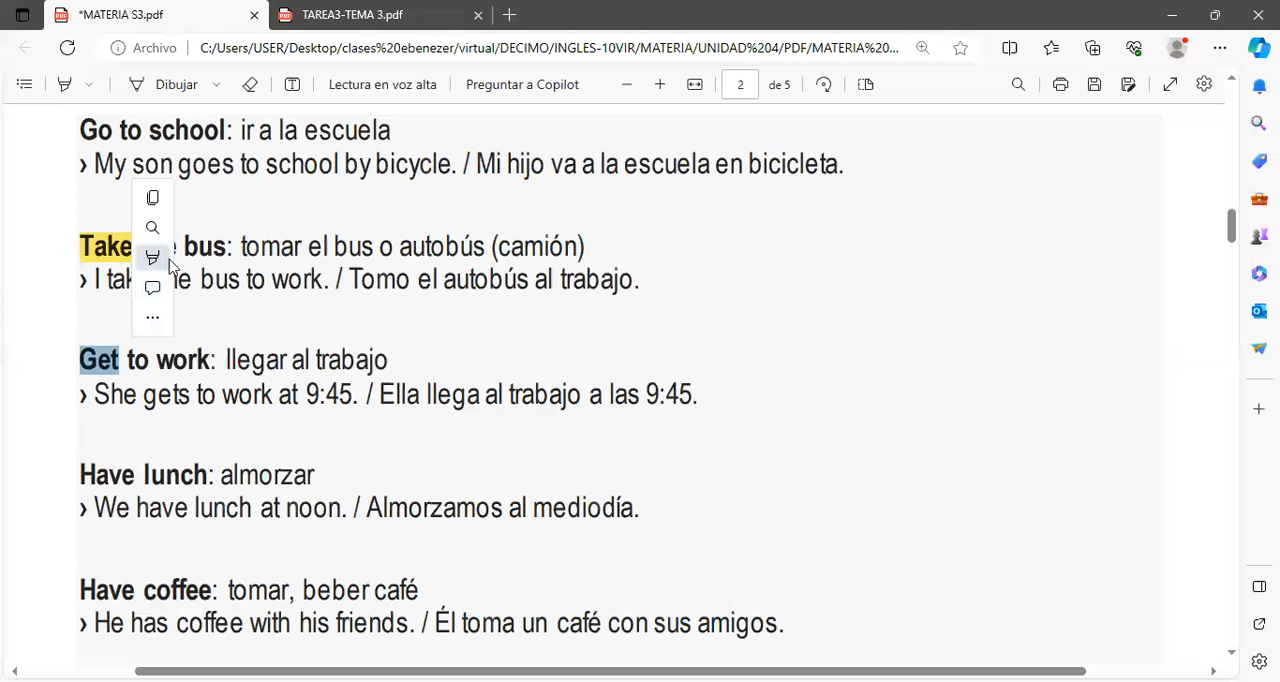 *MATERIA S3.pdf
TAREA3-TEMA 3.pdf
Archivo
C:/Users/USER/Desktop/clases%20ebenezer/virtual/DECIMO/INGLES-10VIR/MATERIA/UNIDAD%204/PDF/MATERIA%20...
Dibujar
Lectura en voz alta
Preguntar a Copilot
2
de 5
Go to school: ir a la escuela
› My son goes to school by bicycle. / Mi hijo va a la escuela en bicicleta.
Take bus: tomar el bus o autobús (camión)
› I bus to work. / Tomo el autobús al trabajo.
Get to work: llegar al trabajo
› She gets to work at 9:45. / Ella llega al trabajo a las 9:45.
Have lunch: almorzar
› We have lunch at noon. / Almorzamos al mediodía.
Have coffee: tomar, beber café
› He has coffee with his friends. / Él toma un café con sus amigos.